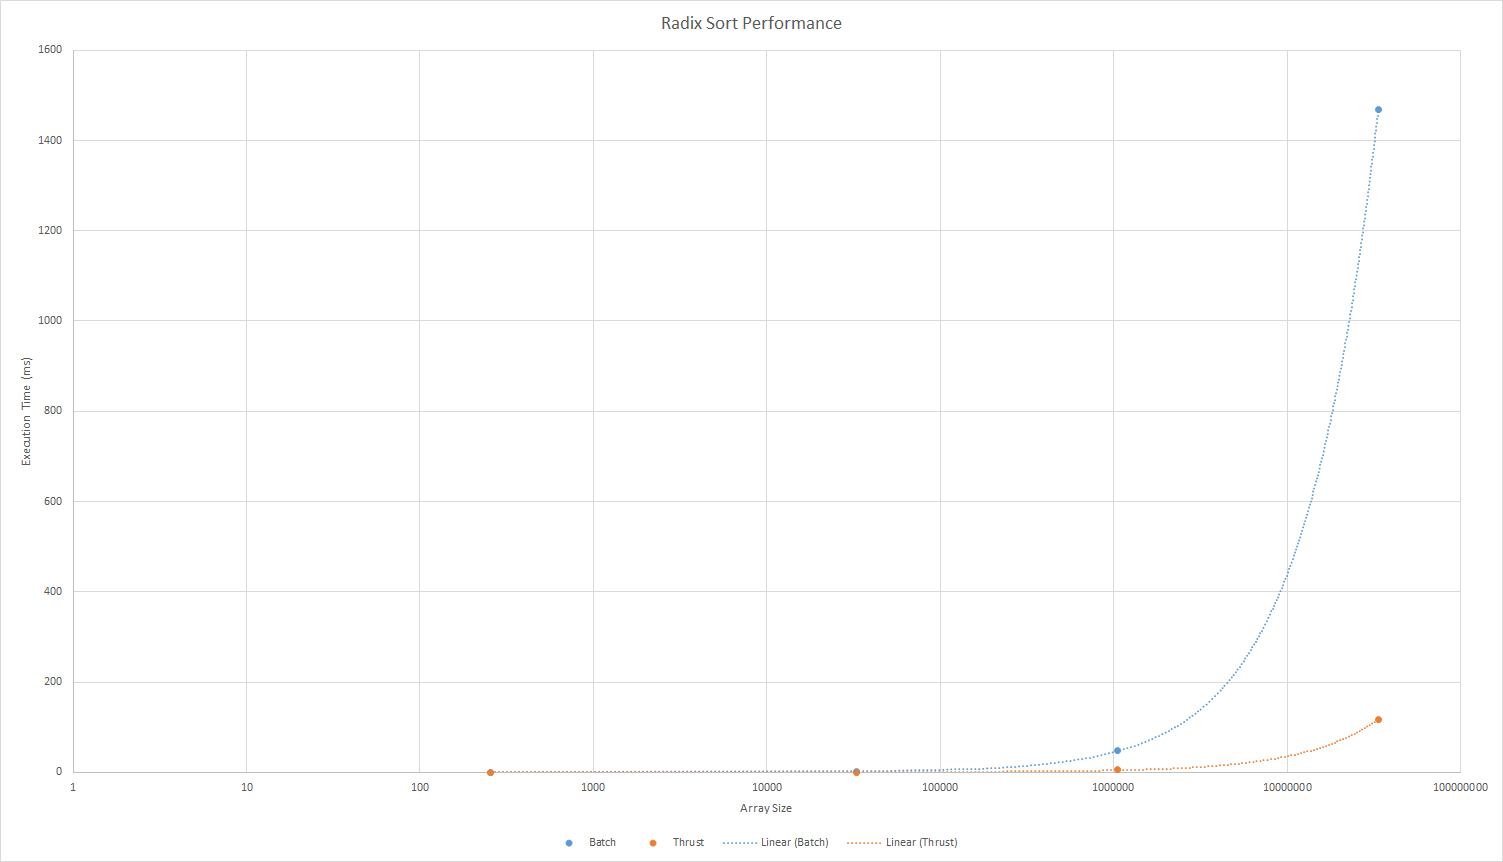 Radix Sort Performance
1600
1400
1200
1000
800
600
400
200
0
Execution Time (ms)
1 10 100 1000 10000 100000 1000000 10000000 100000000
Array Size
Batch Thrust Linear (Batch) Linear (Thrust)